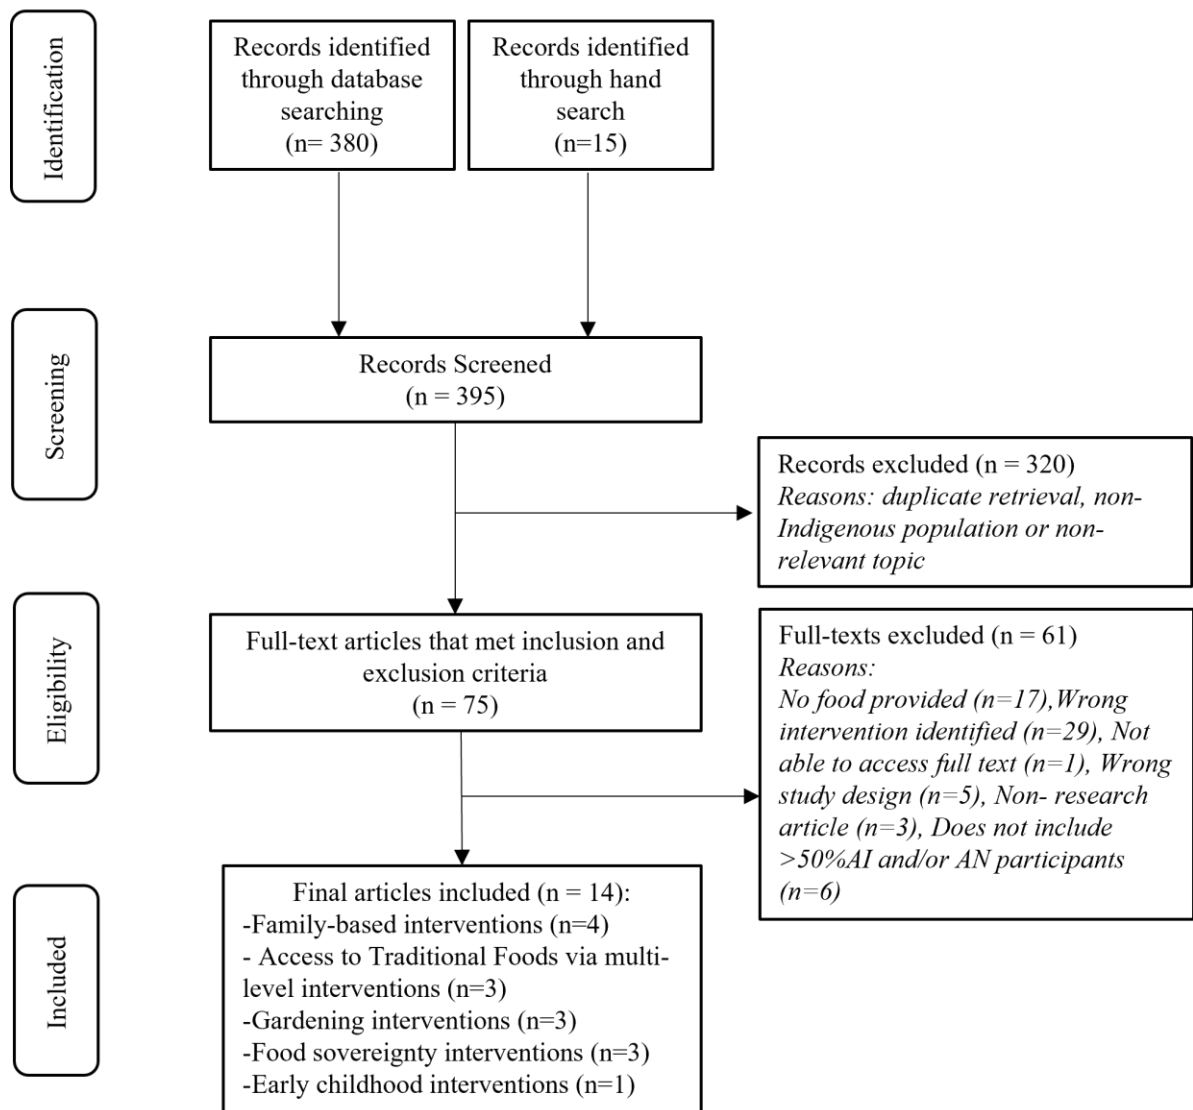 Identification
Records identified
through database
searching
(n= 380)
Records identified
through hand
search
(n=15)
Screening
Records Screened
(n = 395)
Records excluded (n = 320)
Reasons: duplicate retrieval, non-
Indigenous population or non-
relevant topic
Eligibility
Full-text articles that met inclusion and
exclusion criteria
(n = 75)
Full-texts excluded (n = 61)
Reasons:
No food provided (n=17),Wrong
intervention identified (n=29), Not
able to access full text (n=1), Wrong
study design (n=5), Non- research
article (n=3), Does not include
>50%AI and/or AN participants
(n=6)
Included
Final articles included (n = 14):
-Family-based interventions (n=4)
- Access to Traditional Foods via multi-
level interventions (n=3)
-Gardening interventions (n=3)
-Food sovereignty interventions (n=3)
-Early childhood interventions (n=1)